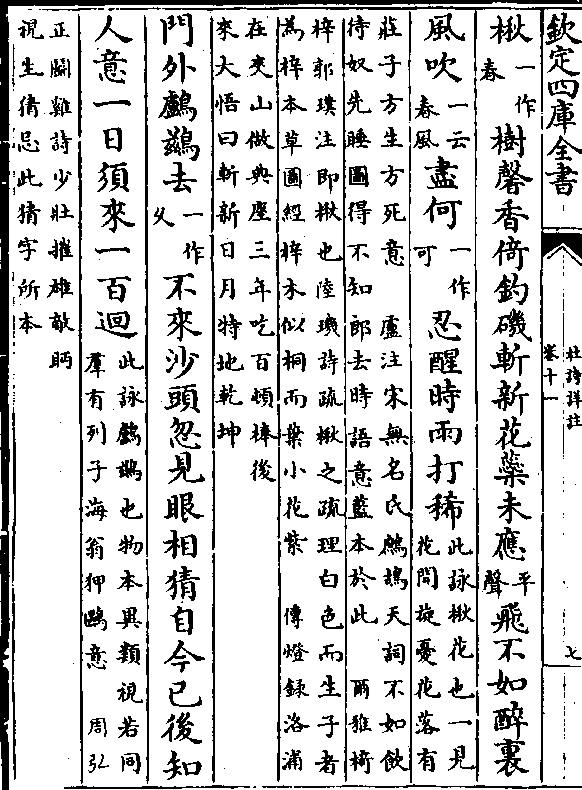 欽定四庫全書
杜詩詳註
卷十一
七
楸一作
春樹馨香倚釣磯斬新花蘂未應平
聲飛不如醉裏
風吹一云
春風盡何一作
可忍醒時雨打稀此詠楸花也一見
花開旋憂花落有
莊子方生方死意　盧注宋無名氏鷓鴣天詞不如飲
待奴先睡圖得不知郎去時語意藍本於此　爾雅椅
梓郭璞注即楸也陸璣詩疏楸之疏理白色而生子者
為梓本草圖經梓木似桐而葉小花紫　傳燈錄洛浦
在夾山做典座三年吃百頓棒後
來大悟曰斬新日月特地乾坤
門外鸕鷀去一作
久不來沙頭忽見眼相猜自今已後知
人意一日須來一百迴此詠鸕鷀也物本異類視若同
羣有列子海翁狎鷗意　周弘
正鬬雞詩少壯摧雄敵眄
視生猜忌此猜字所本